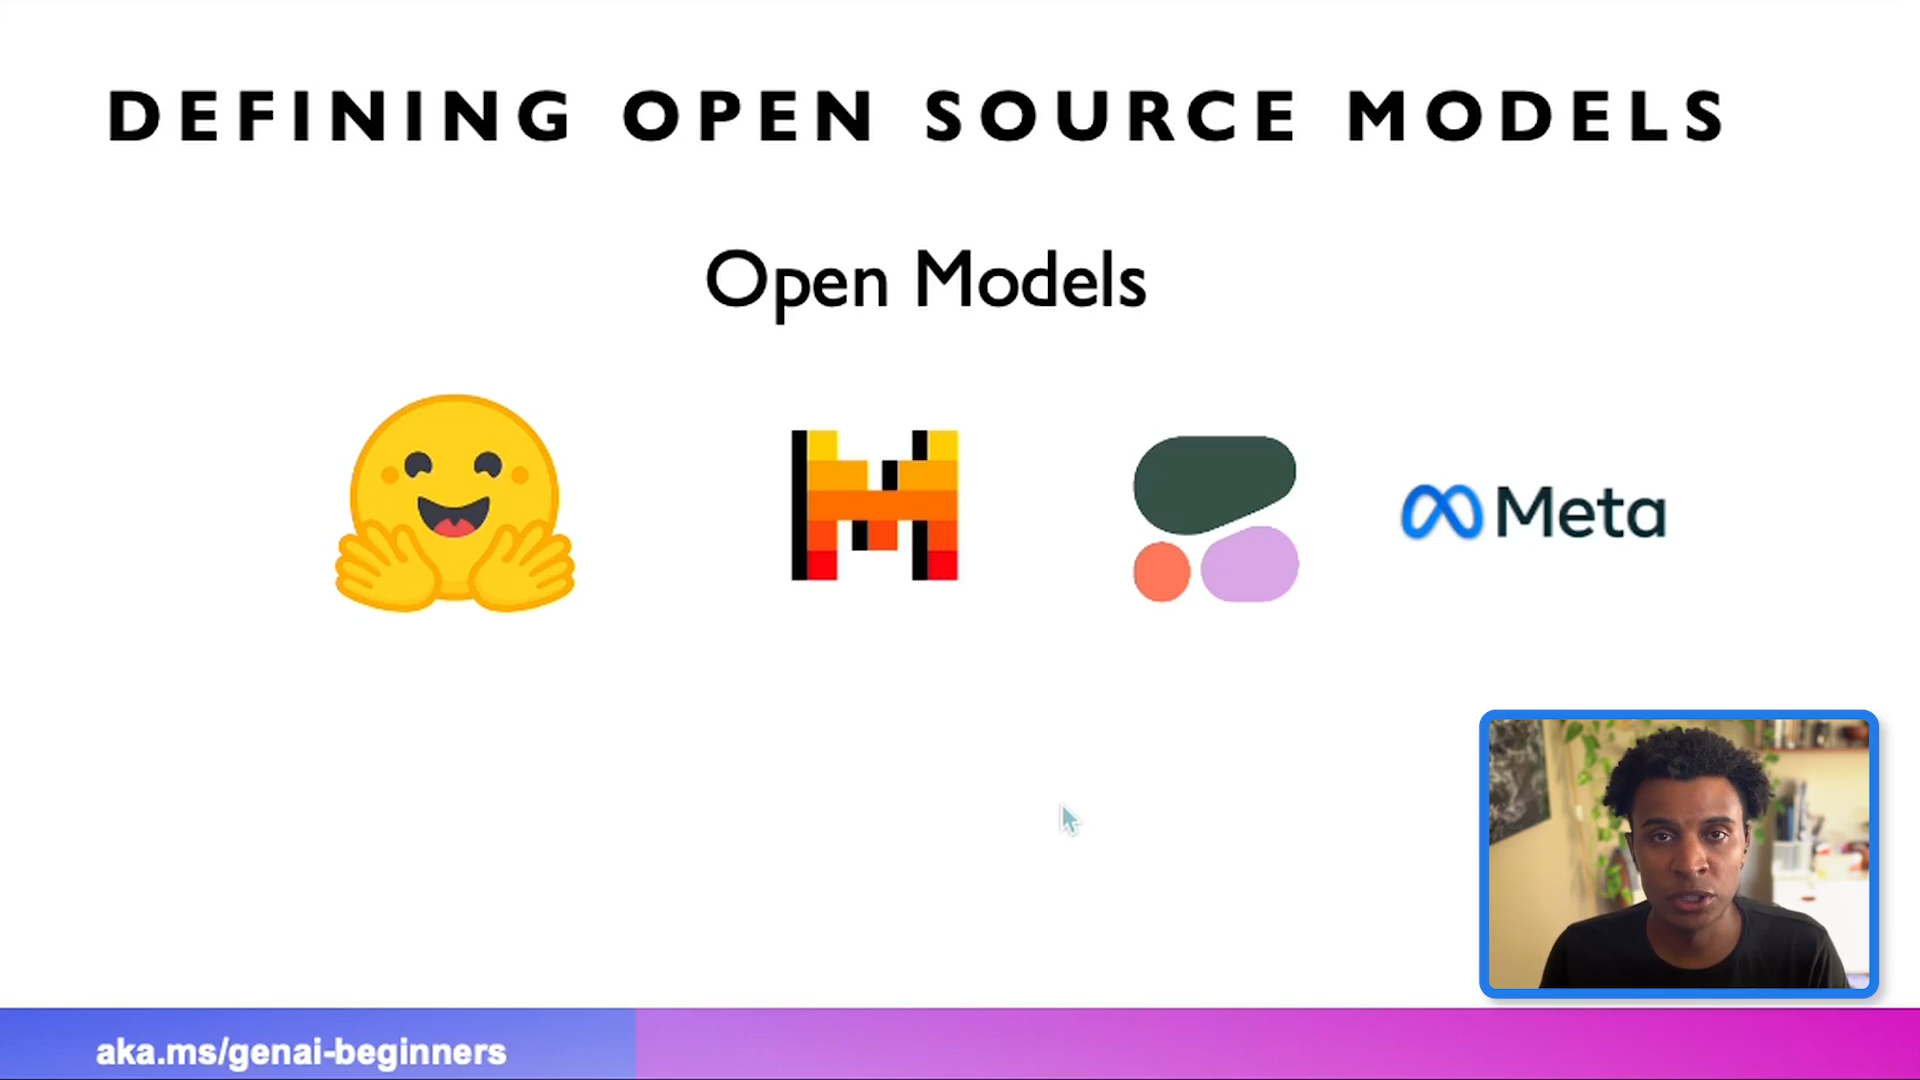 DEFINING OPEN SOURCE MODELS
Open Models
Meta
aka.ms/genai-beginners